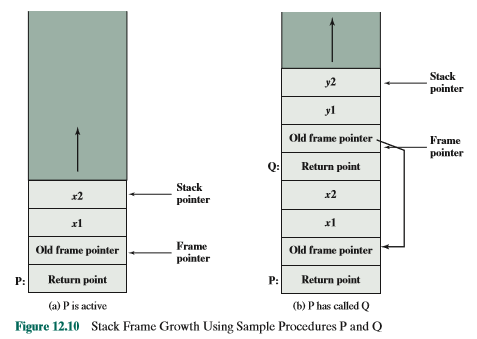 x2
x1
Old frame pointer
P: Return point
Stack
pointer
Frame
pointer
(a) P is active
y2
y1
Old frame pointer
Q: Return point
x2
x1
Old frame pointer
P: Return point
Stack
pointer
Frame
pointer
(b) P has called Q
Figure 12.10 Stack Frame Growth Using Sample Procedures P and Q